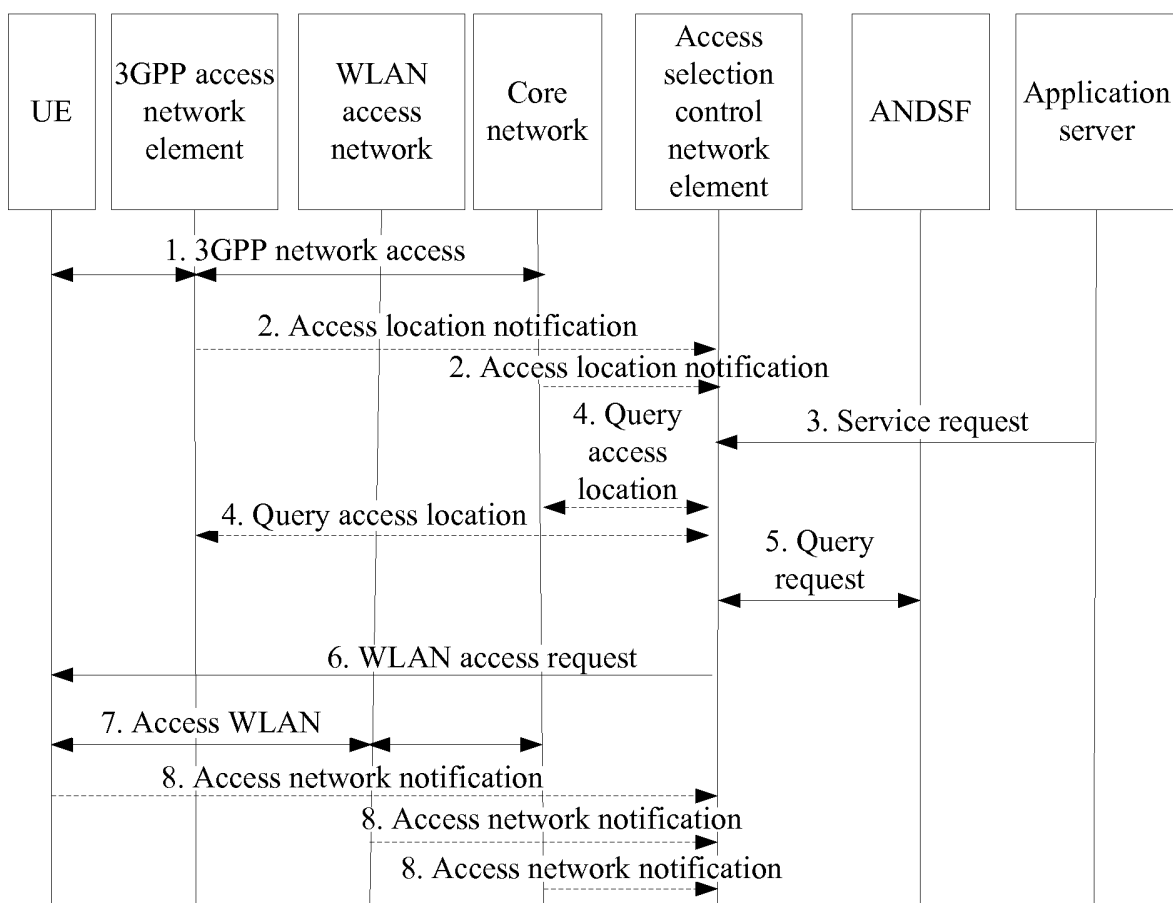 UE
3GPP access
network
element
WLAN
access
network
Core
network
Access
selection
control
network
element
ANDSF
Application
server
1. 3GPP network access
2. Access location notification
2. Access location notification
3. Service request
4. Query
access
location
4. Query access location
5. Query
request
6. WLAN access request
7. Access WLAN
8. Access network notification
8. Access network notification
8. Access network notification